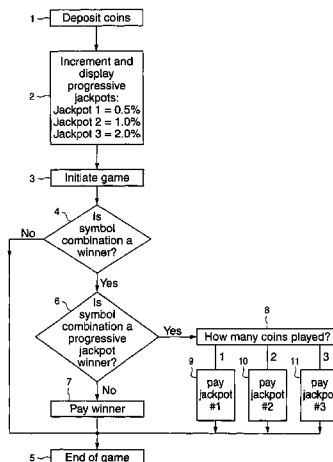 1
Deposit coins
2
Increment and
display
progressive
jackpots:
Jackpot 1 = 0.5%
Jackpot 2 = 1.0%
Jackpot 3 = 2.0%
3
Initiate game
4
Is
symbol
combination a
winner?
No
Yes
6
Is
symbol
combination a
progressive
jackpot
winner?
Yes
8
How many coins played?
1
2
3
9
pay
jackpot
#1
10
pay
jackpot
#2
11
pay
jackpot
#3
No
7
Pay winner
5
End of game